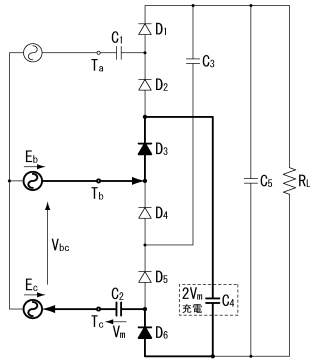 D1
C1
Ta
D2
C3
Eb
D3
Tb
D4
C5
RL
Vbc
Ec
D5
C2
2Vm
充電
C4
Tc
Vm
D6